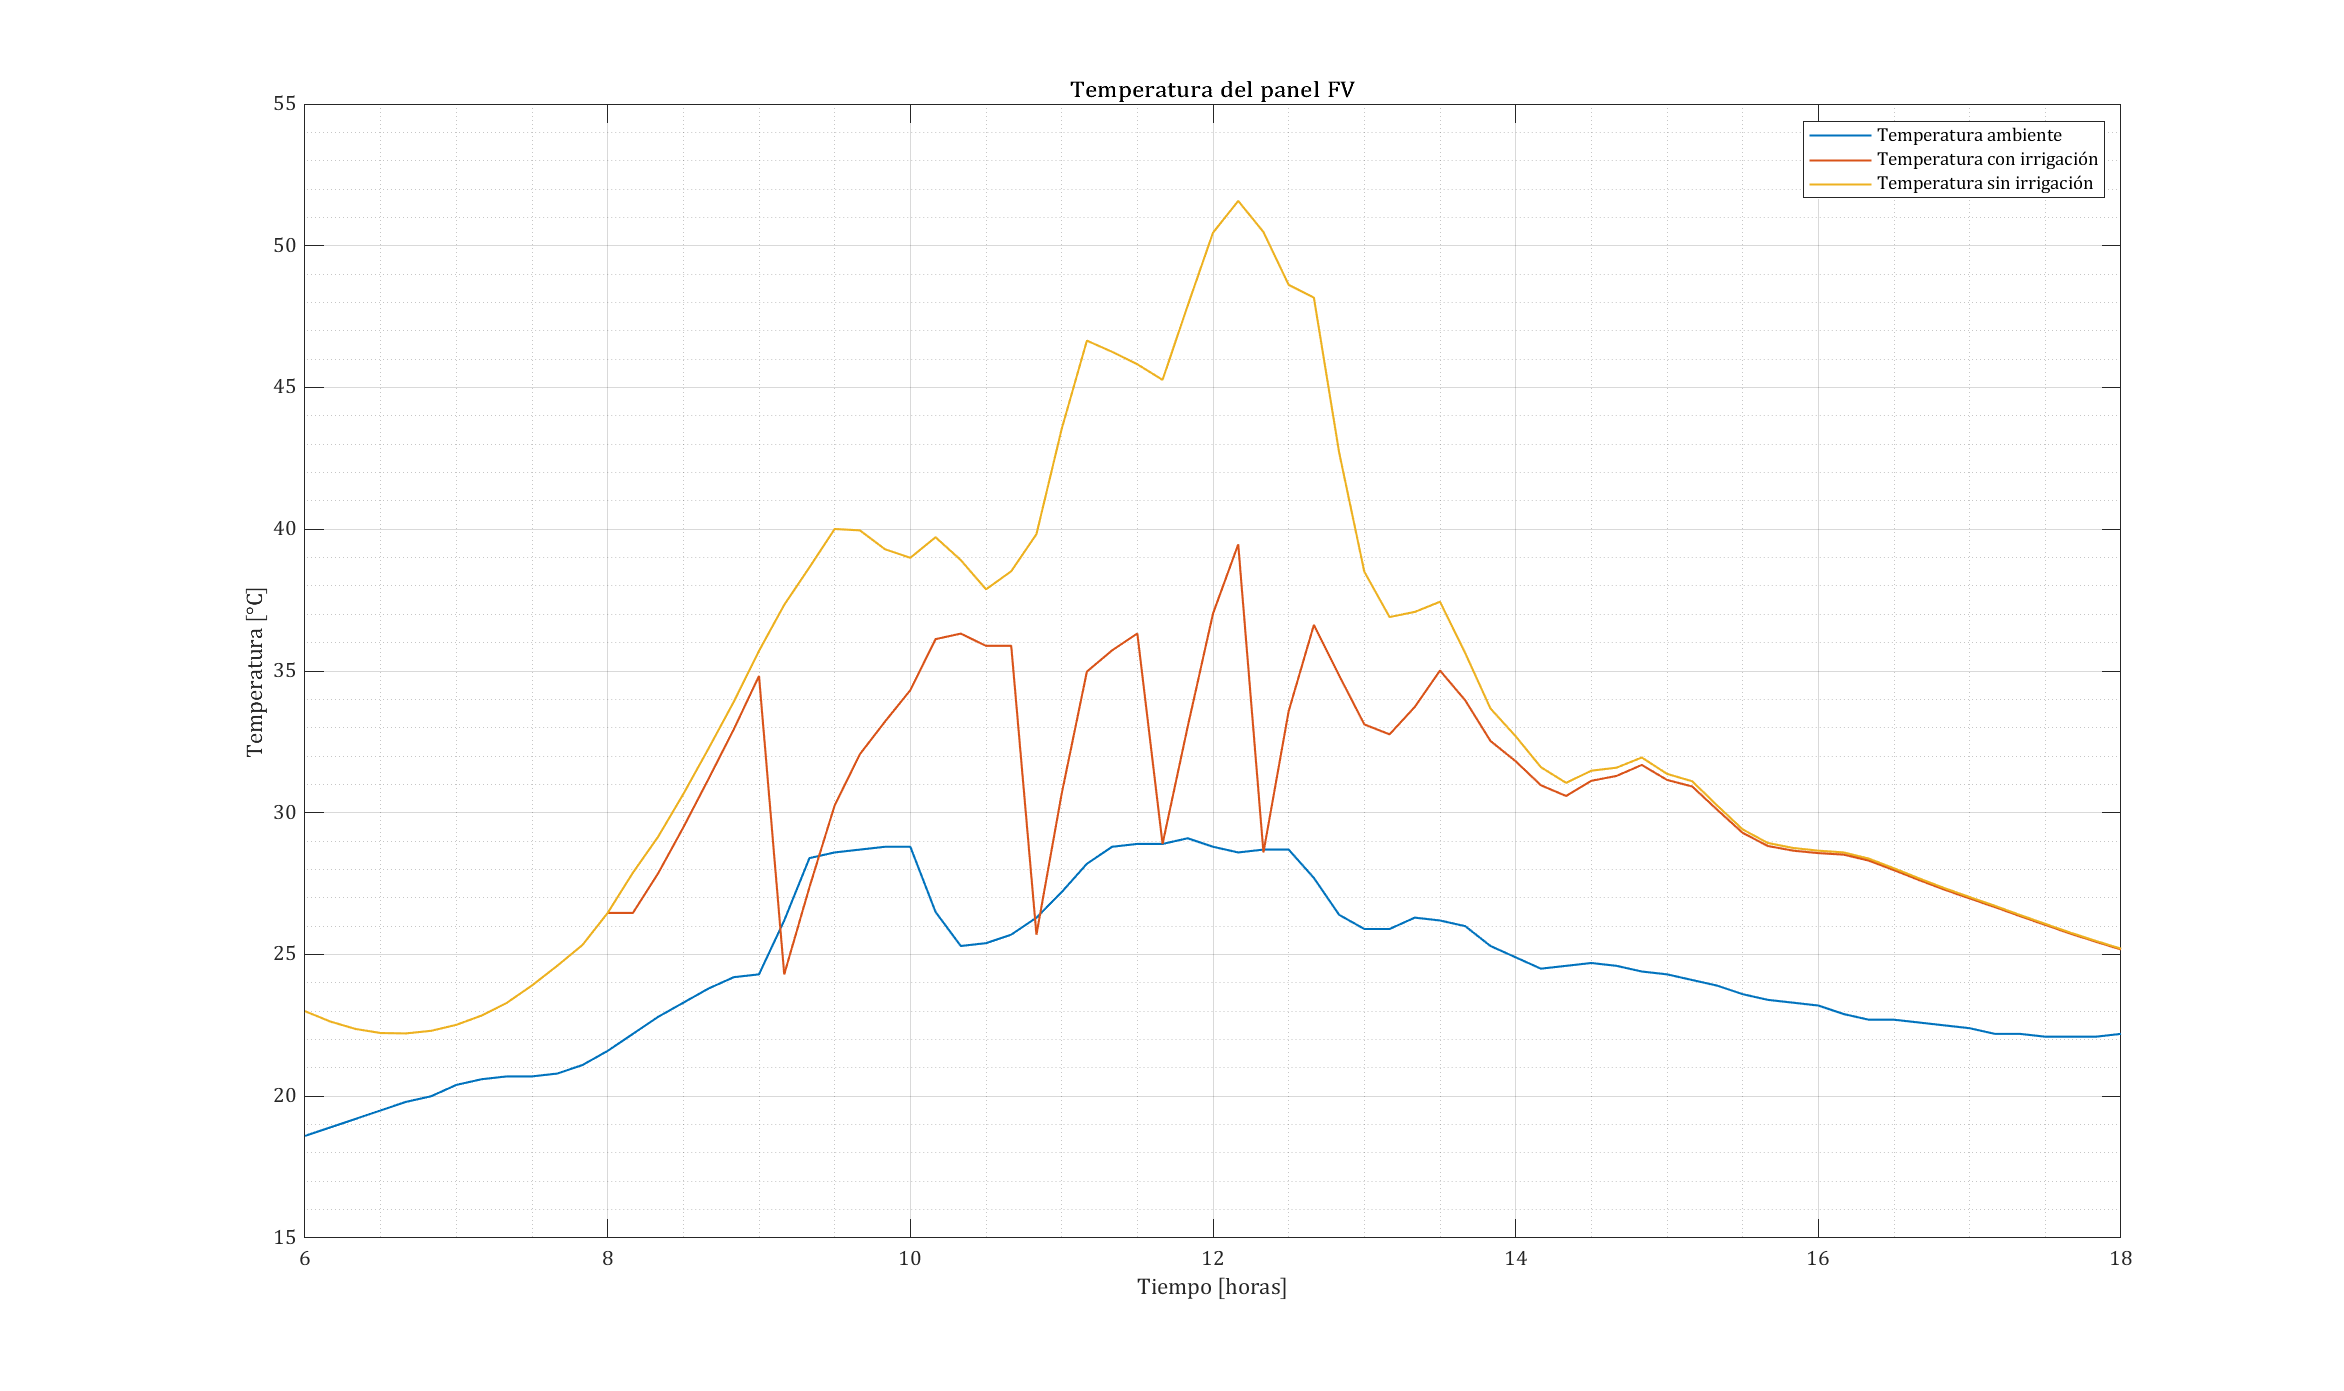 Temperatura del panel FV
55
50
45
40
35
30
25
20
15
Temperatura [°C]
Temperatura ambiente
Temperatura con irrigación
Temperatura sin irrigación
6 8 10 12 14 16 18
Tiempo [horas]